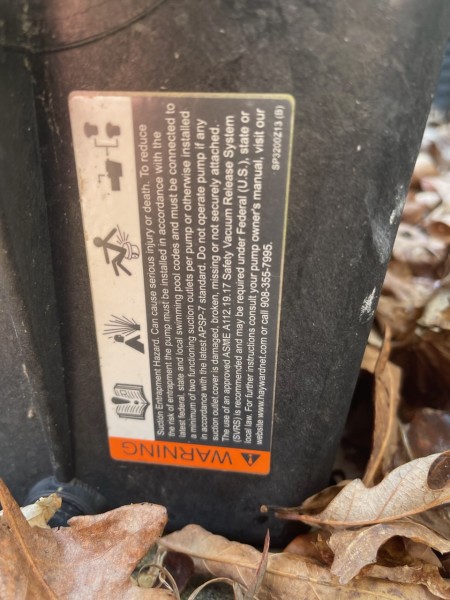 WARNING
Suction Entrapment Hazard. Can cause serious injury or death. To reduce
the risk of entrapment the pump must be installed in accordance with the
latest federal, state and local swimming pool codes and must be connected to
a minimum of two functioning suction outlets per pump or otherwise installed
in accordance with the latest APSP-7 standard. Do not operate pump if any
suction outlet cover is damaged, broken, missing or not securely attached.
The use of an approved ASME A112.19.17 Safety Vacuum Release System
(SVRS) is recommended and may be required under Federal (U.S.), state or
local law. For further instructions consult your pump owner's manual, visit our
website www.haywardnet.com or call 908-355-7995.
SP3200Z13 (B)